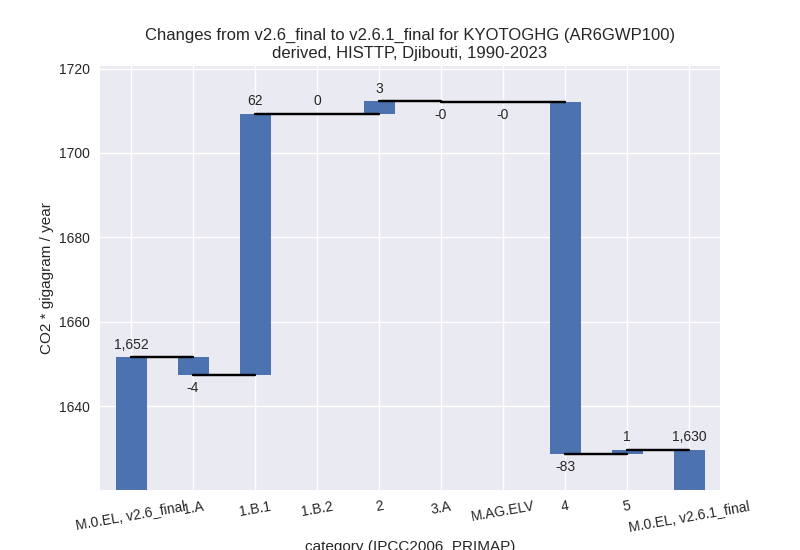 Changes from v2.6_final to v2.6.1_final for KYOTOGHG (AR6GWP100)
derived, HISTTP, Djibouti, 1990-2023
CO2 * gigagram / year
1720
1700
1680
1660
1640
1,652
-4
62
0
3
-0
-0
-83
1
1,630
M.0.EL, v2.6_final
1.A
1.B.1
1.B.2
2
3.A
M.AG.ELV
4
5
M.0.EL, v2.6.1_final
category (IPCC2006_PRIMAP)